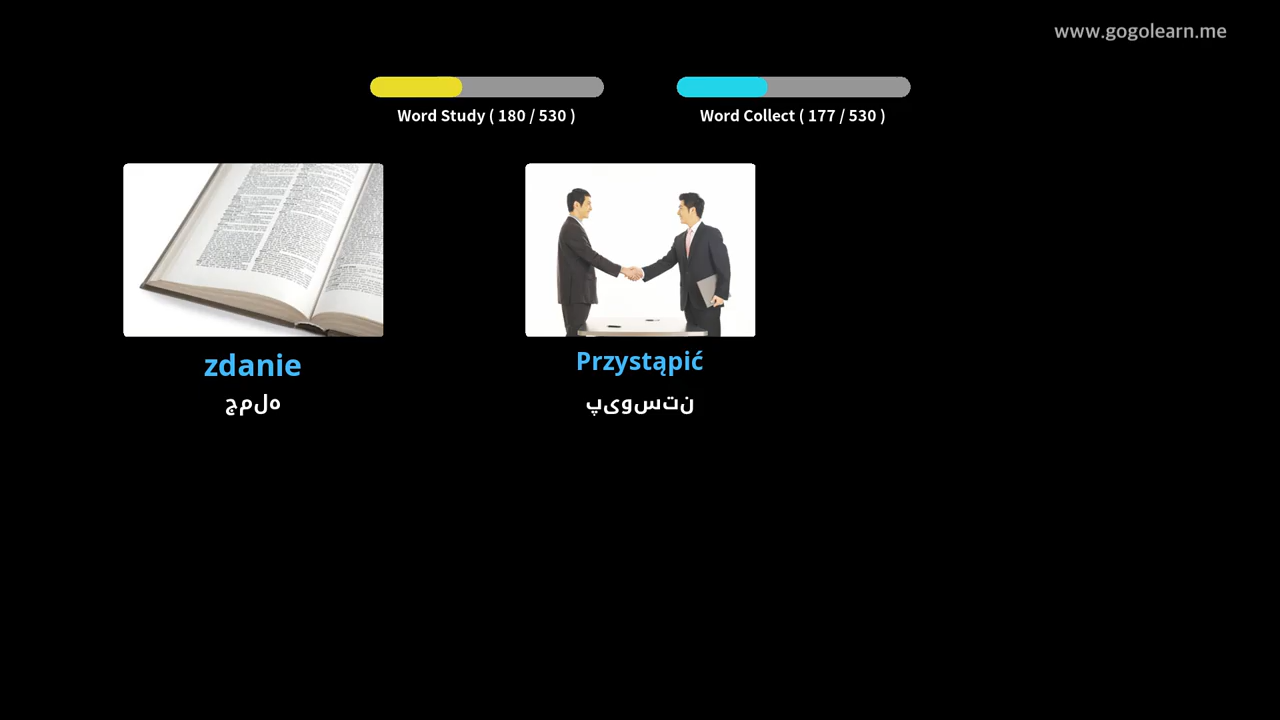 www.gogolearn.me
Word Study ( 180 / 530 )
Word Collect ( 177 / 530 )
zdanie
جمله
Przystąpić
پیوستن